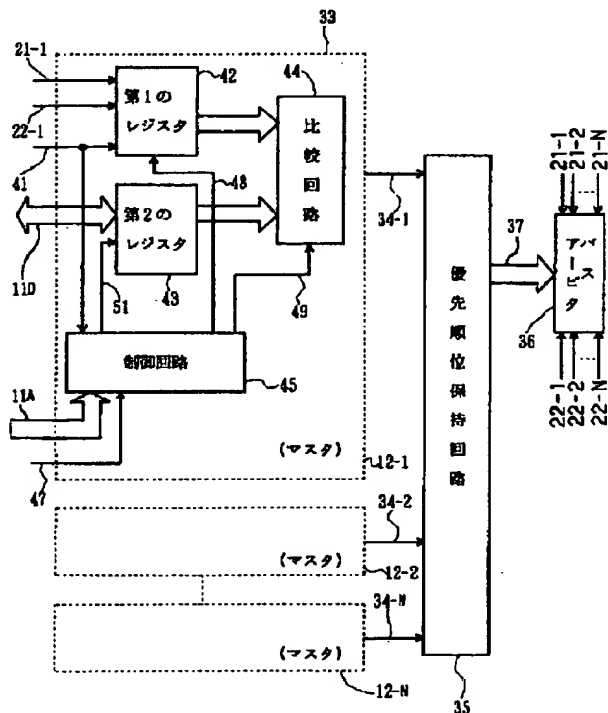 33
21-1
42
44
第1の
レジスタ
22-1
比較回路
41
48
34-1
21-1
21-2
21-N
第2の
レジスタ
37
バス
アービタ
11D
51
43
49
36
優先順位保持回路
制御回路
45
22-1
22-2
22-N
11A
(マスタ)
12-1
47
34-2
(マスタ)
12-2
34-N
(マスタ)
12-N
35